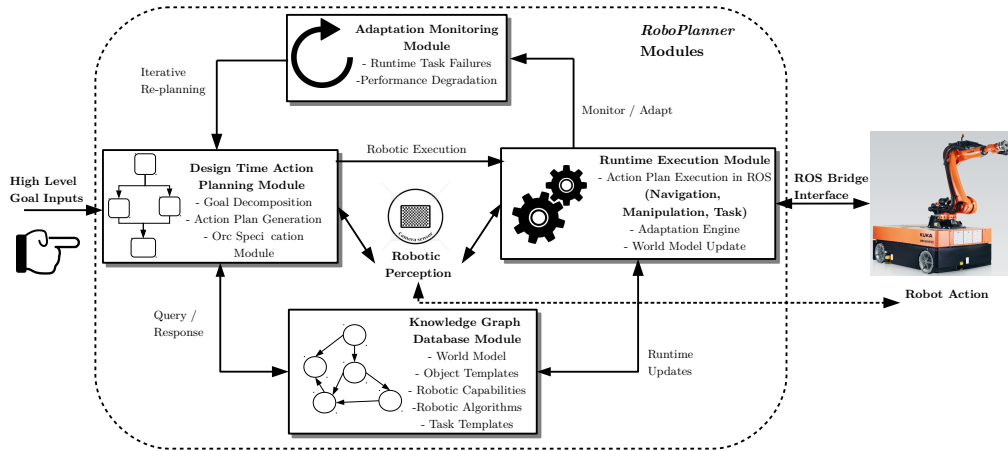 RoboPlanner
Modules
Adaptation Monitoring
Module
- Runtime Task Failures
-Performance Degradation
Iterative
Re-planning
Monitor / Adapt
Robotic Execution
High Level
Goal Inputs
Design Time Action
Planning Module
- Goal Decomposition
- Action Plan Generation
- Orc Speci cation
Module
Camera sensor
Robotic
Perception
Runtime Execution Module
- Action Plan Execution in ROS
(Navigation,
Manipulation, Task)
- Adaptation Engine
- World Model Update
ROS Bridge
Interface
KUKA
Robot Action
Query /
Response
Knowledge Graph
Database Module
- World Model
- Object Templates
- Robotic Capabilities
-Robotic Algorithms
- Task Templates
Runtime
Updates